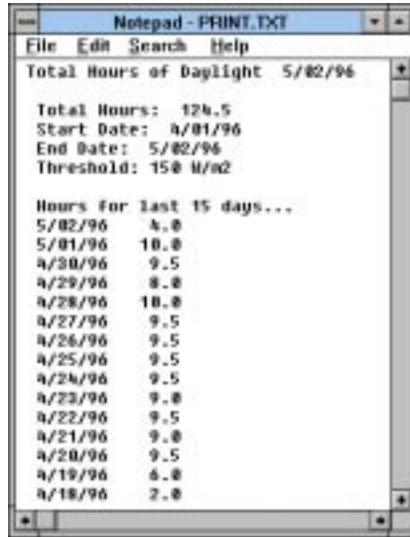 Notepad - PRINT.TXT
File Edit Search Help
Total Hours of Daylight 5/02/96
Total Hours: 124.5
Start Date: 4/01/96
End Date: 5/02/96
Threshold: 150 W/m2
Hours for last 15 days...
5/02/96 4.0
5/01/96 10.0
4/30/96 9.5
4/29/96 8.0
4/28/96 10.0
4/27/96 9.5
4/26/96 9.5
4/25/96 9.5
4/24/96 9.5
4/23/96 9.0
4/22/96 9.5
4/21/96 9.0
4/20/96 9.5
4/19/96 6.0
4/18/96 2.0